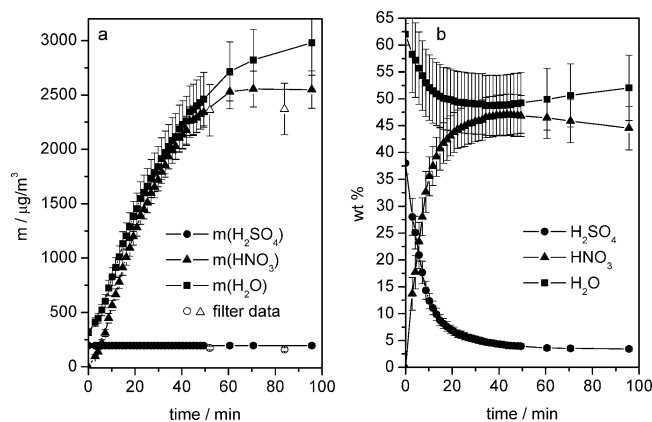 a
m / μg/m³
3000
2500
2000
1500
1000
500
0
0 20 40 60 80 100
time / min
m(H₂SO₄)
m(HNO₃)
m(H₂O)
filter data
b
wt %
65
60
55
50
45
40
35
30
25
20
15
10
5
0
0 20 40 60 80 100
time / min
H₂SO₄
HNO₃
H₂O